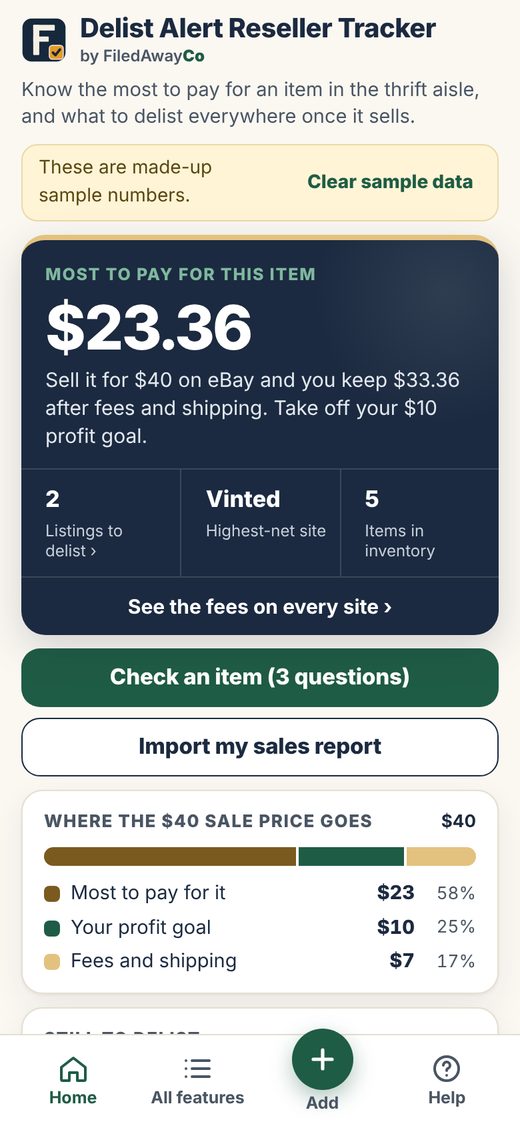 Delist Alert Reseller Tracker
by FiledAwayCo
Know the most to pay for an item in the thrift aisle,
and what to delist everywhere once it sells.
These are made-up
sample numbers.
Clear sample data
MOST TO PAY FOR THIS ITEM
$23.36
Sell it for $40 on eBay and you keep $33.36
after fees and shipping. Take off your $10
profit goal.
2
Listings to
delist ›
Vinted
Highest-net site
5
Items in
inventory
See the fees on every site ›
Check an item (3 questions)
Import my sales report
WHERE THE $40 SALE PRICE GOES $40
Most to pay for it $23 58%
Your profit goal $10 25%
Fees and shipping $7 17%
Home
All features
Add
Help